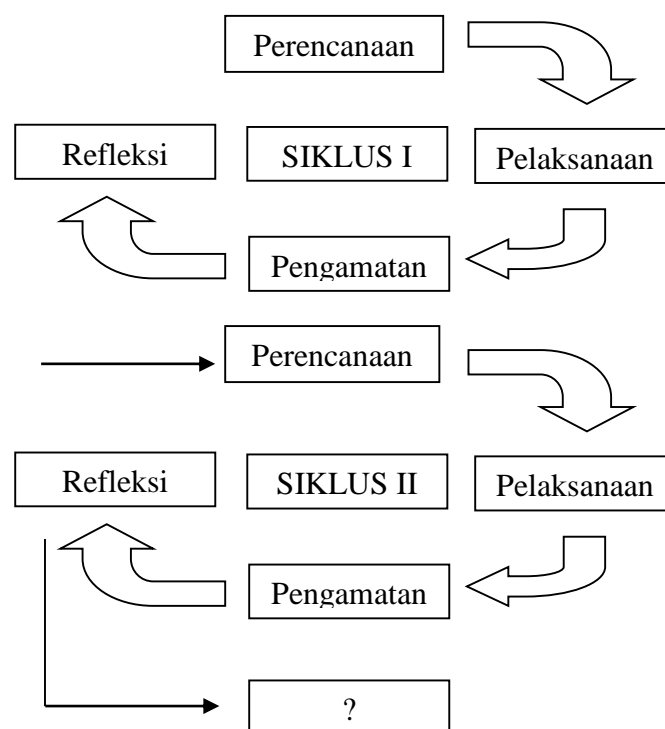 Perencanaan
Refleksi
SIKLUS I
Pelaksanaan
Pengamatan
Perencanaan
Refleksi
SIKLUS II
Pelaksanaan
Pengamatan
?